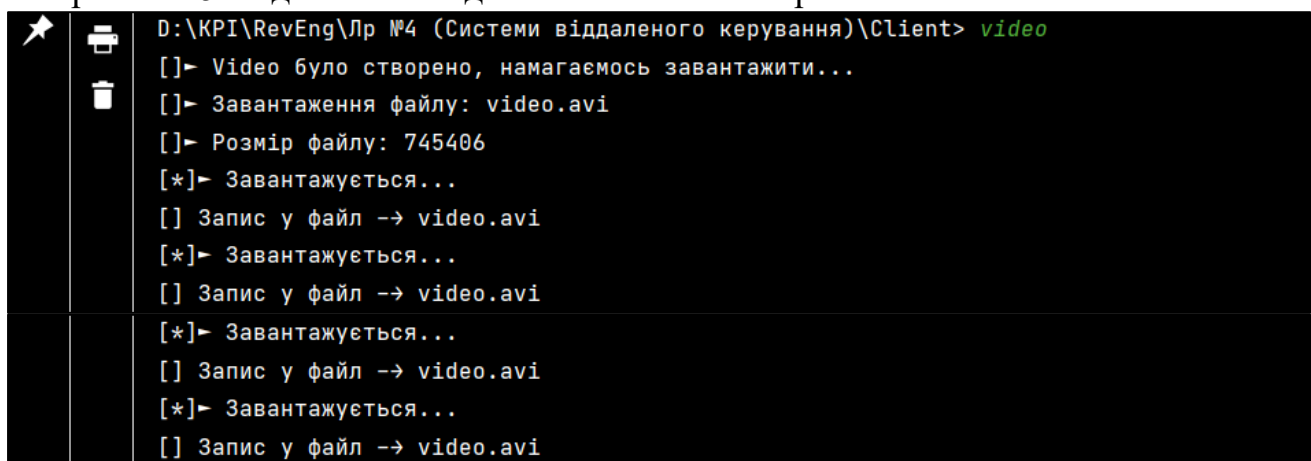 D:\KPI\RevEng\Лр №4 (Системи віддаленого керування)\Client> video
[]► Video було створено, намагаємось завантажити...
[]► Завантаження файлу: video.avi
[]► Розмір файлу: 745406
[*]► Завантажується...
[] Запис у файл –→ video.avi
[*]► Завантажується...
[] Запис у файл –→ video.avi
[*]► Завантажується...
[] Запис у файл –→ video.avi
[*]► Завантажується...
[] Запис у файл –→ video.avi